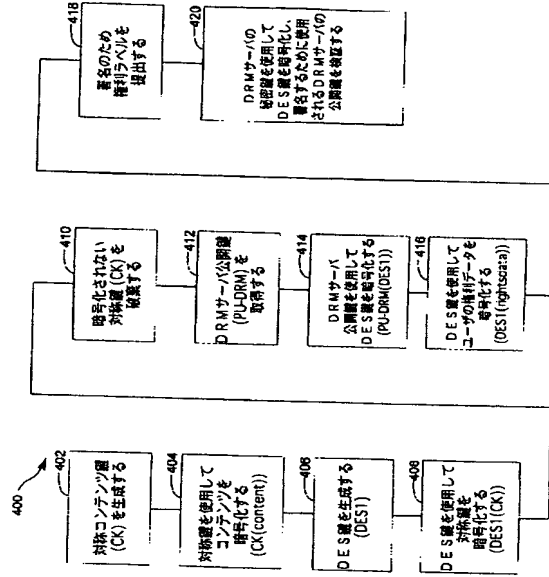 400
402
対称コンテンツ鍵
(CK)を生成する
404
対称鍵を使用して
コンテンツを
暗号化する
(CK(content))
406
DES鍵を生成する
(DES1)
408
DES鍵を使用して
対称鍵を
暗号化する
(DES1(CK))
410
暗号化されない
対称鍵(CK)を
破棄する
412
DRMサーバ公開鍵
(PU-DRM)を
取得する
414
DRMサーバ
公開鍵を使用して
DES鍵を暗号化する
(PU-DRM(DES1))
416
DES鍵を使用して
ユーザの権利データを
暗号化する
(DES1(rightsdata))
418
署名のため
権利ラベルを
提出する
420
DRMサーバの
秘密鍵を使用して
DES鍵を暗号化し、
署名するために使用
されるDRMサーバの
公開鍵を検証する